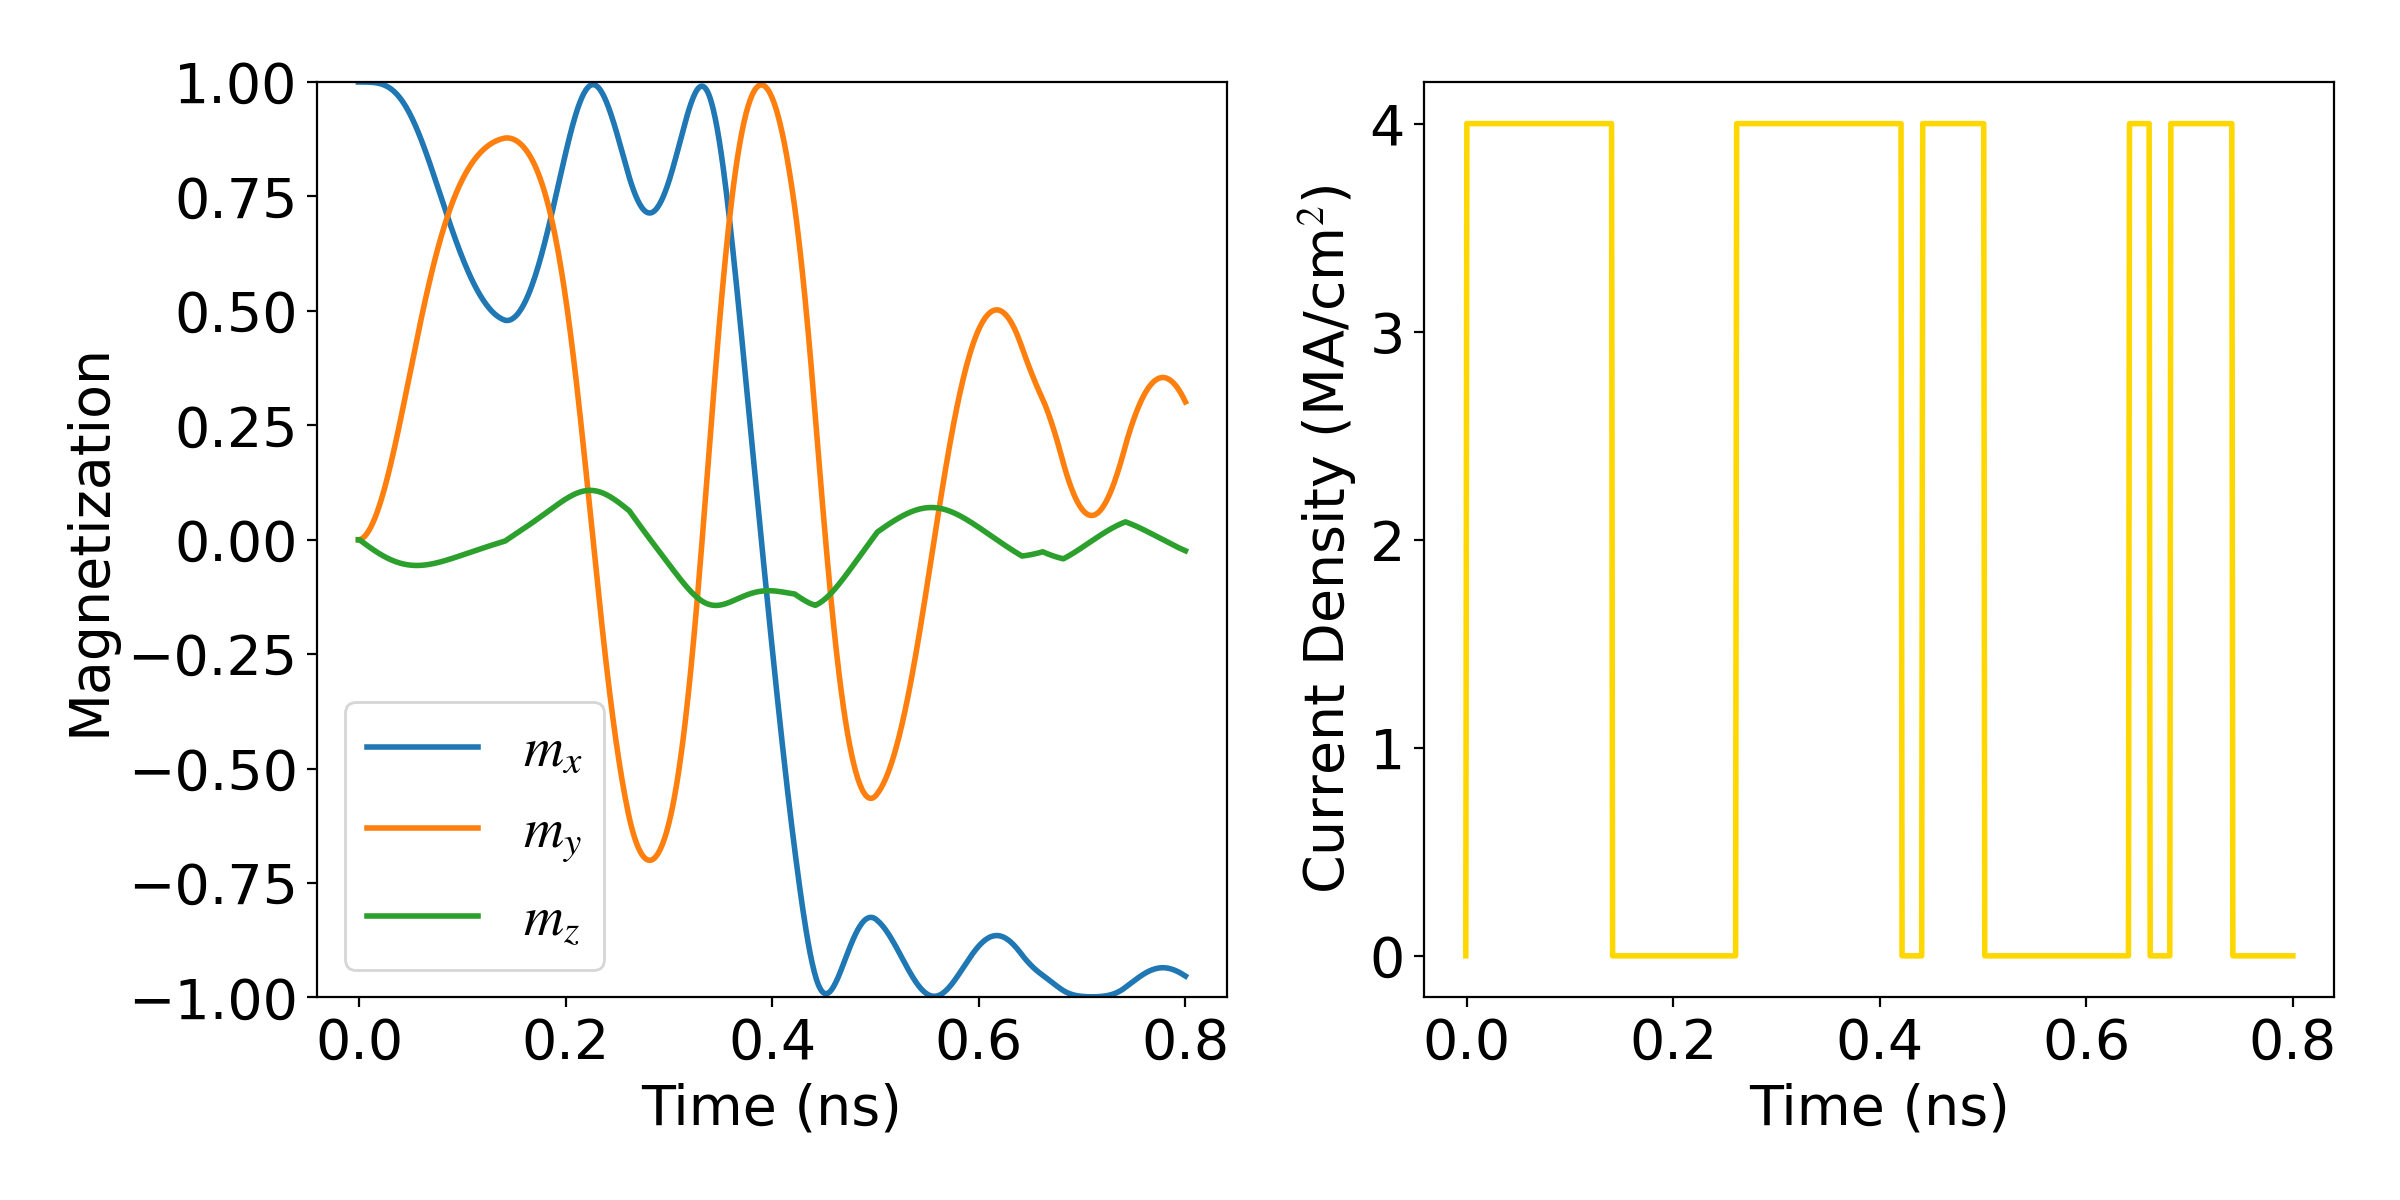 Magnetization
1.00
0.75
0.50
0.25
0.00
−0.25
−0.50
−0.75
−1.00
m_x
m_y
m_z
0.0 0.2 0.4 0.6 0.8
Time (ns)
Current Density (MA/cm²)
4
3
2
1
0
0.0 0.2 0.4 0.6 0.8
Time (ns)